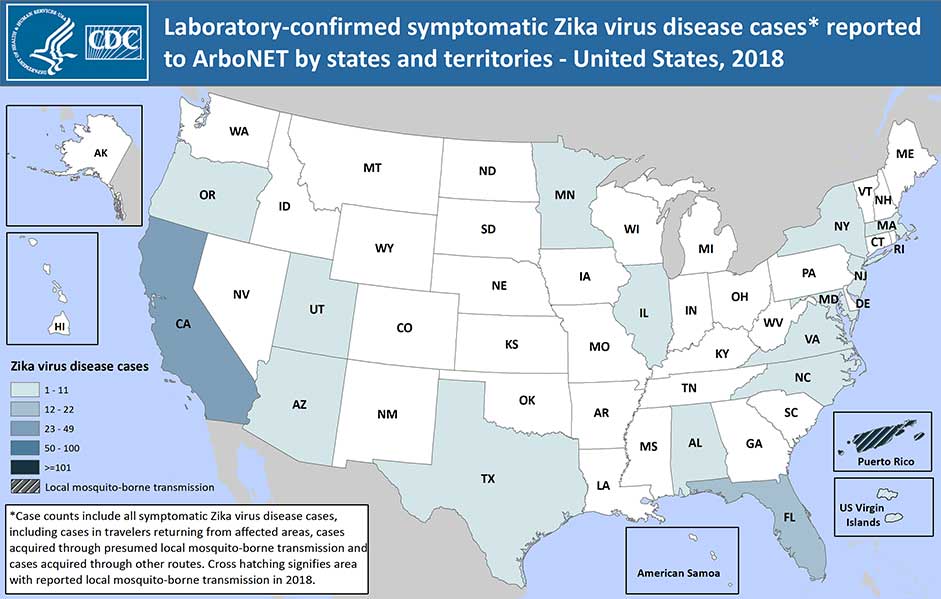 DEPARTMENT OF HEALTH & HUMAN SERVICES USA
CDC
Laboratory-confirmed symptomatic Zika virus disease cases* reported
to ArboNET by states and territories - United States, 2018
AK
HI
WA
OR
CA
NV
ID
MT
WY
UT
AZ
CO
NM
ND
SD
NE
KS
OK
TX
MN
IA
MO
AR
LA
WI
IL
MI
IN
OH
KY
TN
MS
AL
GA
FL
SC
NC
VA
WV
PA
NY
VT
NH
ME
MA
CT
RI
NJ
MD
DE
Zika virus disease cases
1 - 11
12 - 22
23 - 49
50 - 100
>=101
Local mosquito-borne transmission
*Case counts include all symptomatic Zika virus disease cases,
including cases in travelers returning from affected areas, cases
acquired through presumed local mosquito-borne transmission and
cases acquired through other routes. Cross hatching signifies area
with reported local mosquito-borne transmission in 2018.
Puerto Rico
US Virgin
Islands
American Samoa